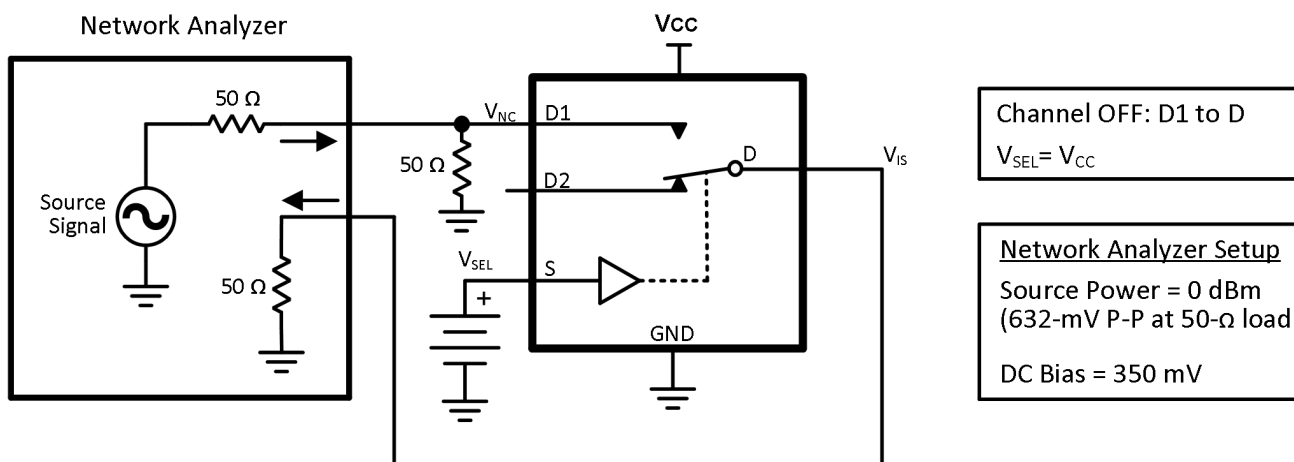 Network Analyzer
Vcc
50 Ω
V_NC
D1
50 Ω
D2
D
V_IS
Source
Signal
50 Ω
V_SEL
S
+
GND
Channel OFF: D1 to D
V_SEL= V_CC
Network Analyzer Setup
Source Power = 0 dBm
(632-mV P-P at 50-Ω load
DC Bias = 350 mV